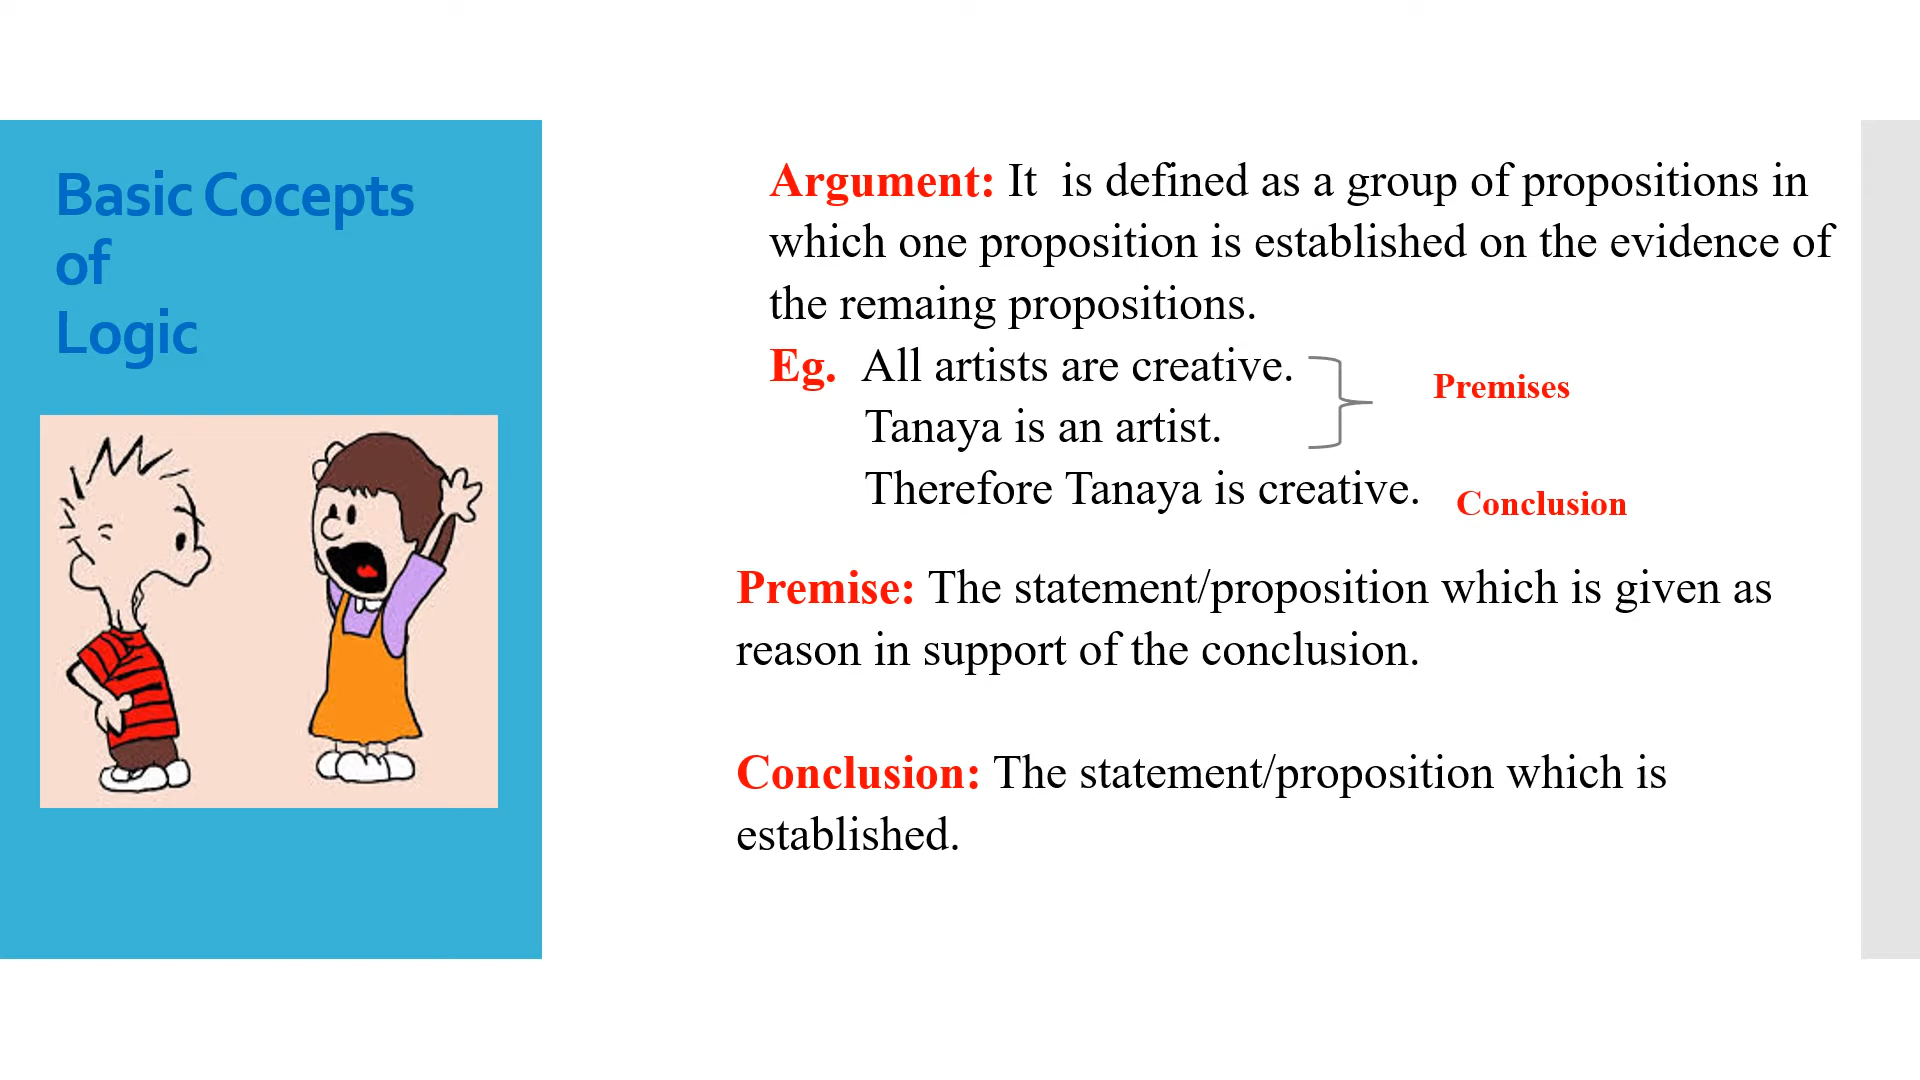 Basic Cocepts
of
Logic
Argument: It  is defined as a group of propositions in
which one proposition is established on the evidence of
the remaing propositions.
Eg.  All artists are creative.
Premises
Tanaya is an artist.
Therefore Tanaya is creative.
Conclusion
Premise: The statement/proposition which is given as
reason in support of the conclusion.
Conclusion: The statement/proposition which is
established.